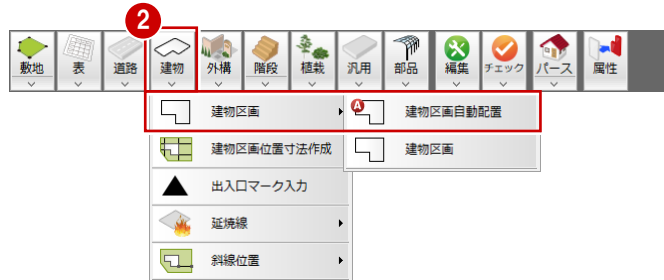 2
敷地 表 道路 建物 外構 階段 植栽 汎用 部品 編集 チェック パース 属性
建物区画 A 建物区画自動配置
建物区画位置寸法作成 建物区画
出入口マーク入力
延焼線
斜線位置